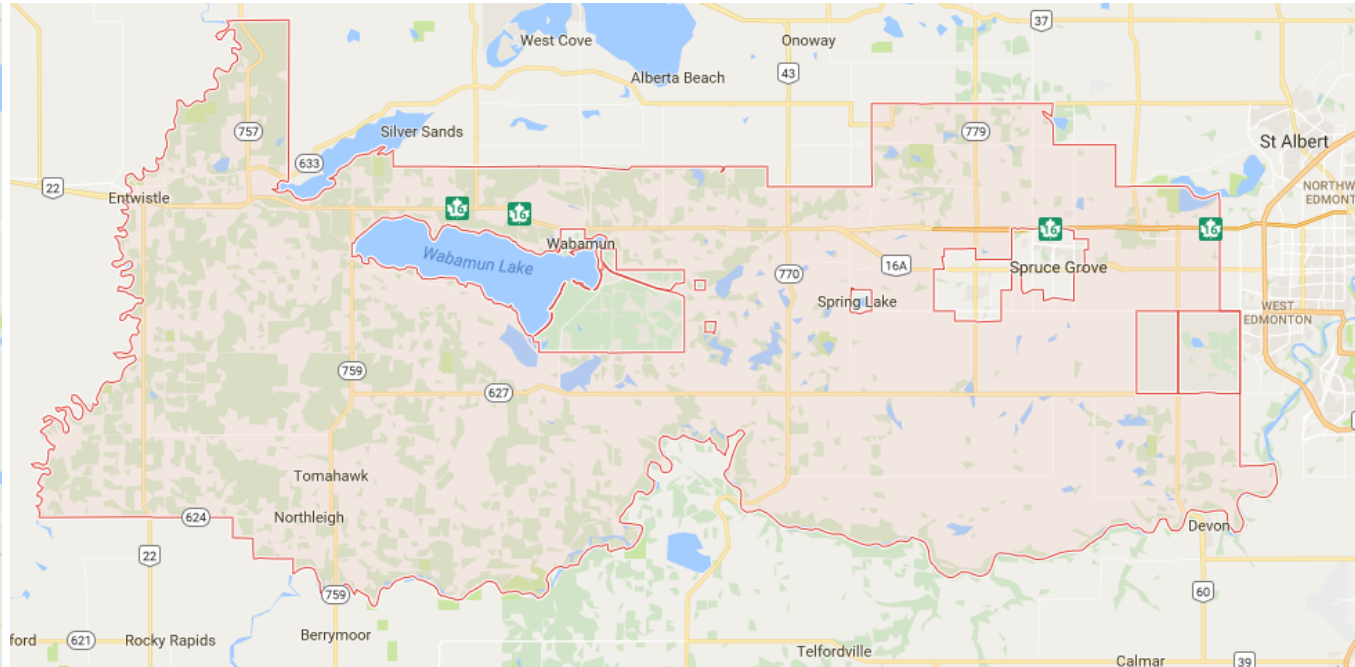 37
West Cove
Onoway
43
Alberta Beach
757
Silver Sands
779
St Albert
633
22
Entwistle
NORTHW
EDMONT
16
16
16
16
Wabamun
Wabamun Lake
16A
Spruce Grove
770
Spring Lake
WEST
EDMONTON
759
627
Tomahawk
624
Northleigh
Devon
22
759
60
ford
621
Rocky Rapids
Berrymoor
Telfordville
Calmar
39